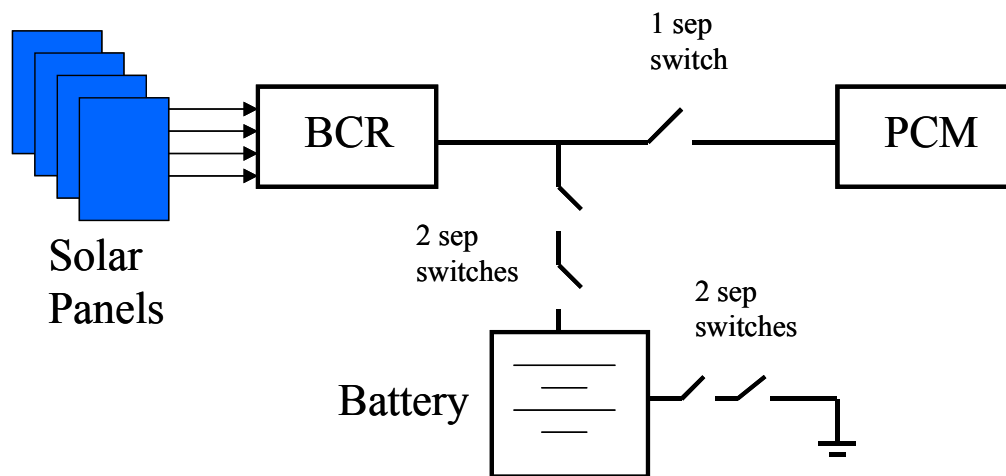 1 sep
switch
BCR
PCM
2 sep
switches
Solar
Panels
2 sep
switches
Battery